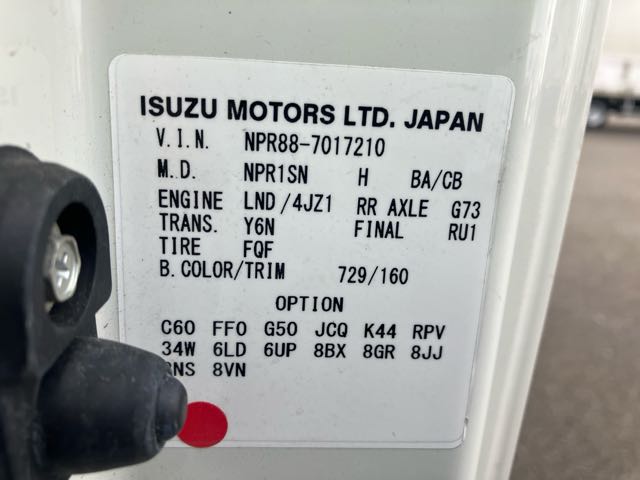 ISUZU MOTORS LTD. JAPAN
V.I.N. NPR88-7017210
M.D. NPR1SN H BA/CB
ENGINE LND/4JZ1 RR AXLE G73
TRANS. Y6N FINAL RU1
TIRE FQF
B.COLOR/TRIM 729/160
OPTION
C60 FF0 G50 JCQ K44 RPV
34W 6LD 6UP 8BX 8GR 8JJ
8VN